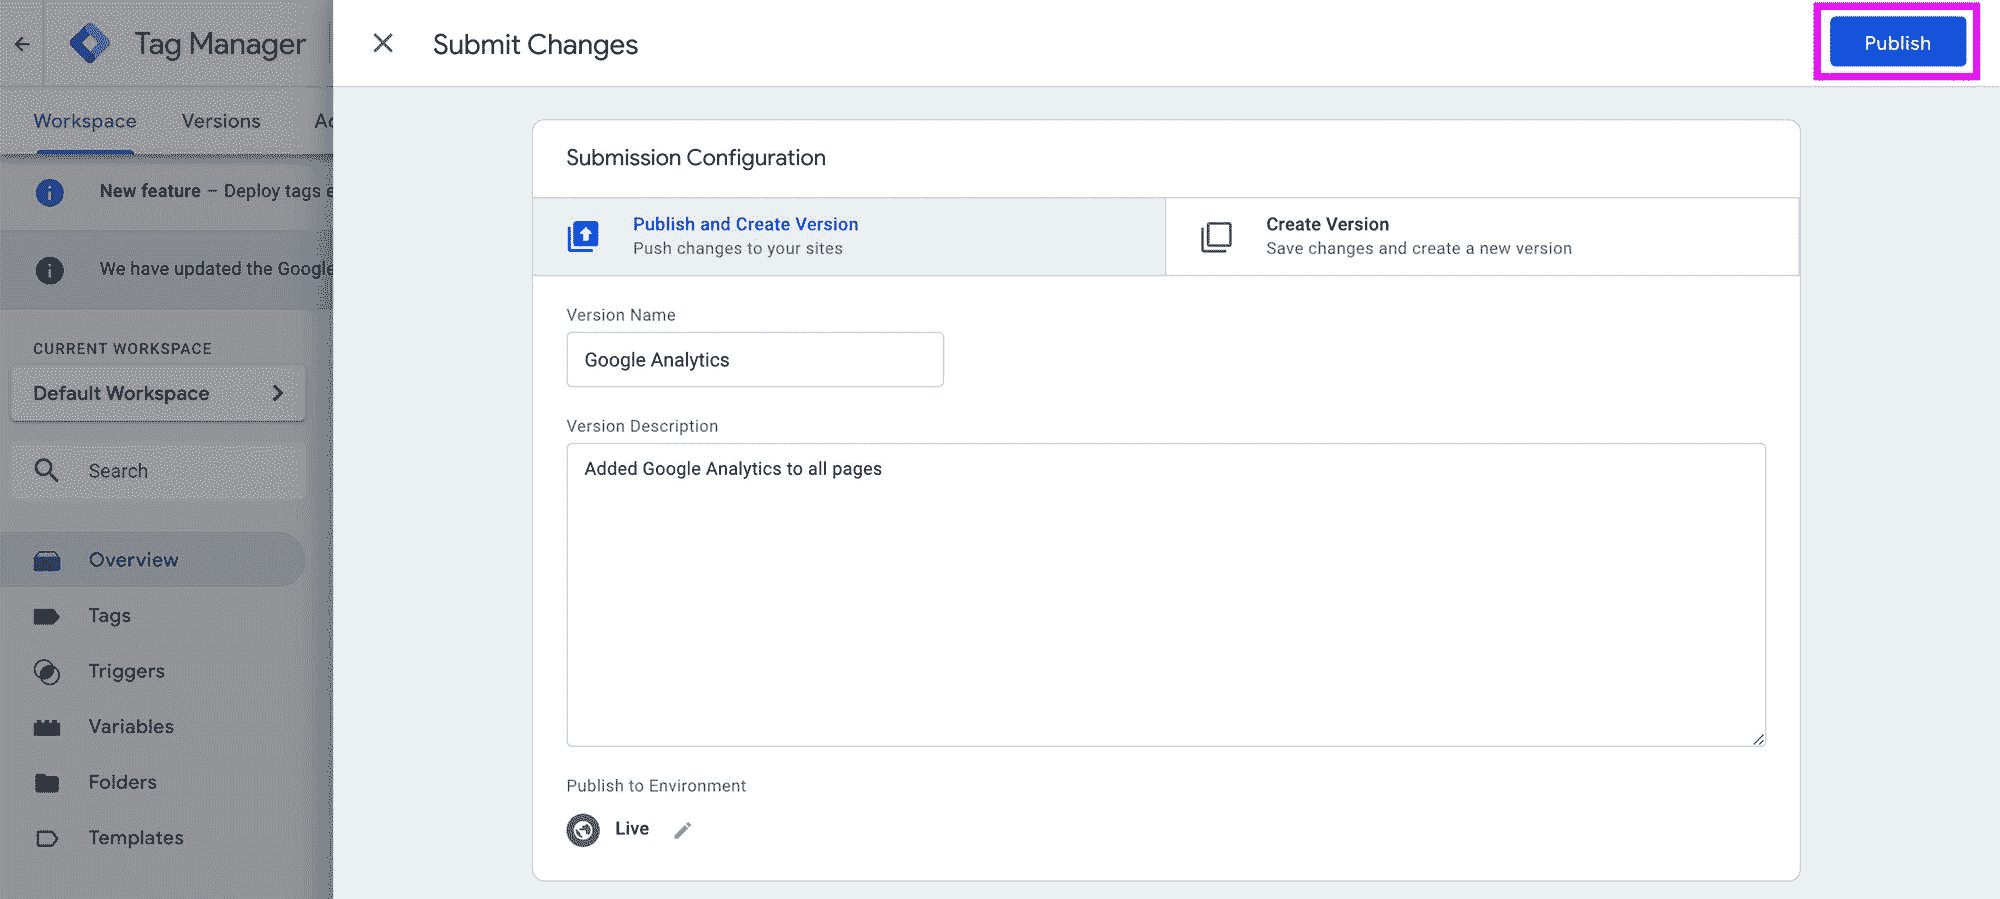 Tag Manager
Submit Changes
Publish
Workspace
Versions
New feature – Deploy tags
We have updated the Google
CURRENT WORKSPACE
Default Workspace
Search
Overview
Tags
Triggers
Variables
Folders
Templates
Submission Configuration
Publish and Create Version
Push changes to your sites
Create Version
Save changes and create a new version
Version Name
Google Analytics
Version Description
Added Google Analytics to all pages
Publish to Environment
Live